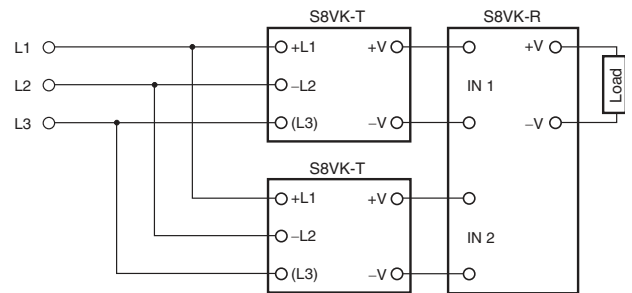 S8VK-T
S8VK-R
L1
+L1
+V
+V
L2
–L2
IN 1
Load
L3
(L3)
–V
–V
S8VK-T
+L1
+V
–L2
IN 2
(L3)
–V